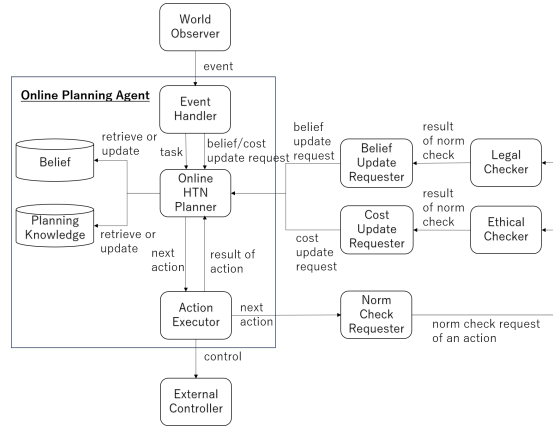 World
Observer
event
Online Planning Agent
Event
Handler
retrieve or
update
task
belief/cost
update request
belief
update
request
result
of norm
check
Belief
Online
HTN
Planner
Belief
Update
Requester
Legal
Checker
Planning
Knowledge
retrieve or
update
Cost
Update
Requester
result
of norm
check
Ethical
Checker
cost
update
request
next
action
result of
action
Action
Executor
next
action
Norm
Check
Requester
norm check request
of an action
control
External
Controller